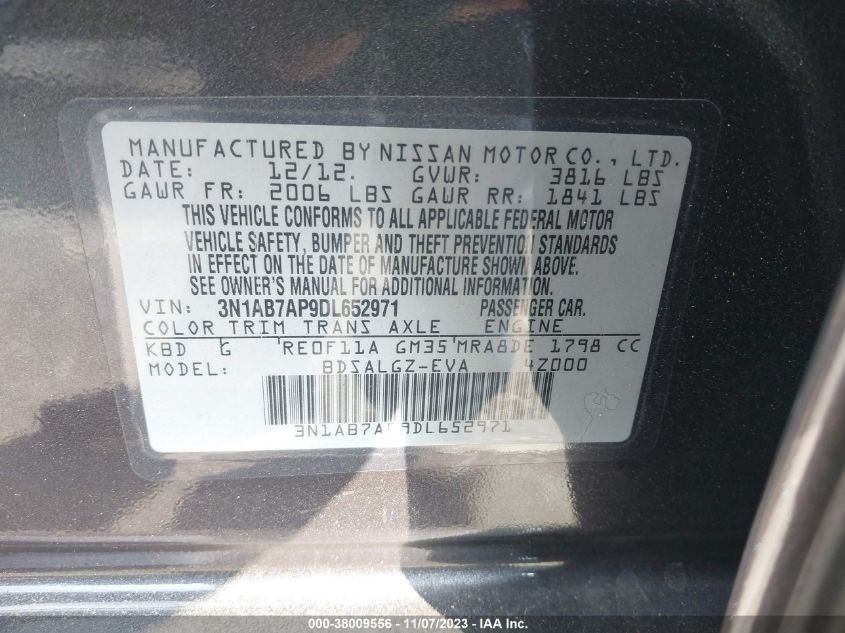 MANUFACTURED BY NISSAN MOTOR CO., LTD.
DATE: 12/12. GVWR: 3816 LBS
GAWR FR: 2006 LBS GAWR RR: 1841 LBS
THIS VEHICLE CONFORMS TO ALL APPLICABLE FEDERAL MOTOR
VEHICLE SAFETY, BUMPER AND THEFT PREVENTION STANDARDS
IN EFFECT ON THE DATE OF MANUFACTURE SHOWN ABOVE.
SEE OWNER'S MANUAL FOR ADDITIONAL INFORMATION.
VIN: 3N1AB7AP9DL652971 PASSENGER CAR.
COLOR TRIM TRANS AXLE ENGINE
KBD G RE0F11A GM35 MRA8DE 1798 CC
MODEL: BDSALGZ-EVA 4Z000
3N1AB7AP9DL652971
000-38009556 - 11/07/2023 - © IAA, Inc.